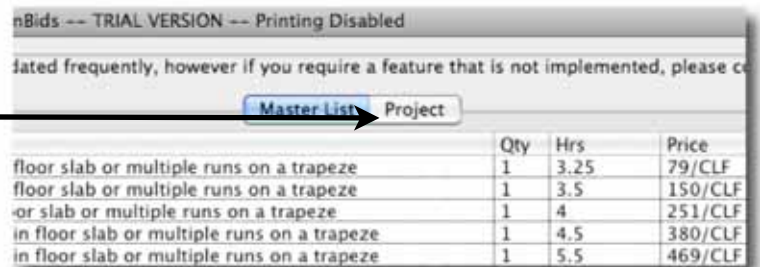 nBids -- TRIAL VERSION -- Printing Disabled
dated frequently, however if you require a feature that is not implemented, please
Master List Project
Qty Hrs Price
floor slab or multiple runs on a trapeze 1 3.25 79/CLF
floor slab or multiple runs on a trapeze 1 3.5 150/CLF
or slab or multiple runs on a trapeze 1 4 251/CLF
in floor slab or multiple runs on a trapeze 1 4.5 380/CLF
in floor slab or multiple runs on a trapeze 1 5.5 469/CLF